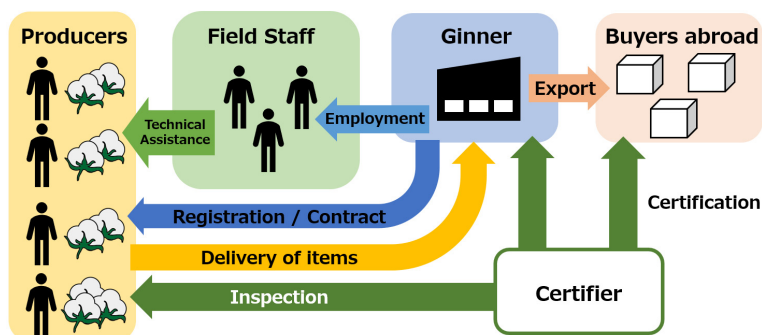 Producers
Field Staff
Ginner
Buyers abroad
Export
Employment
Technical
Assistance
Registration / Contract
Certification
Delivery of items
Inspection
Certifier